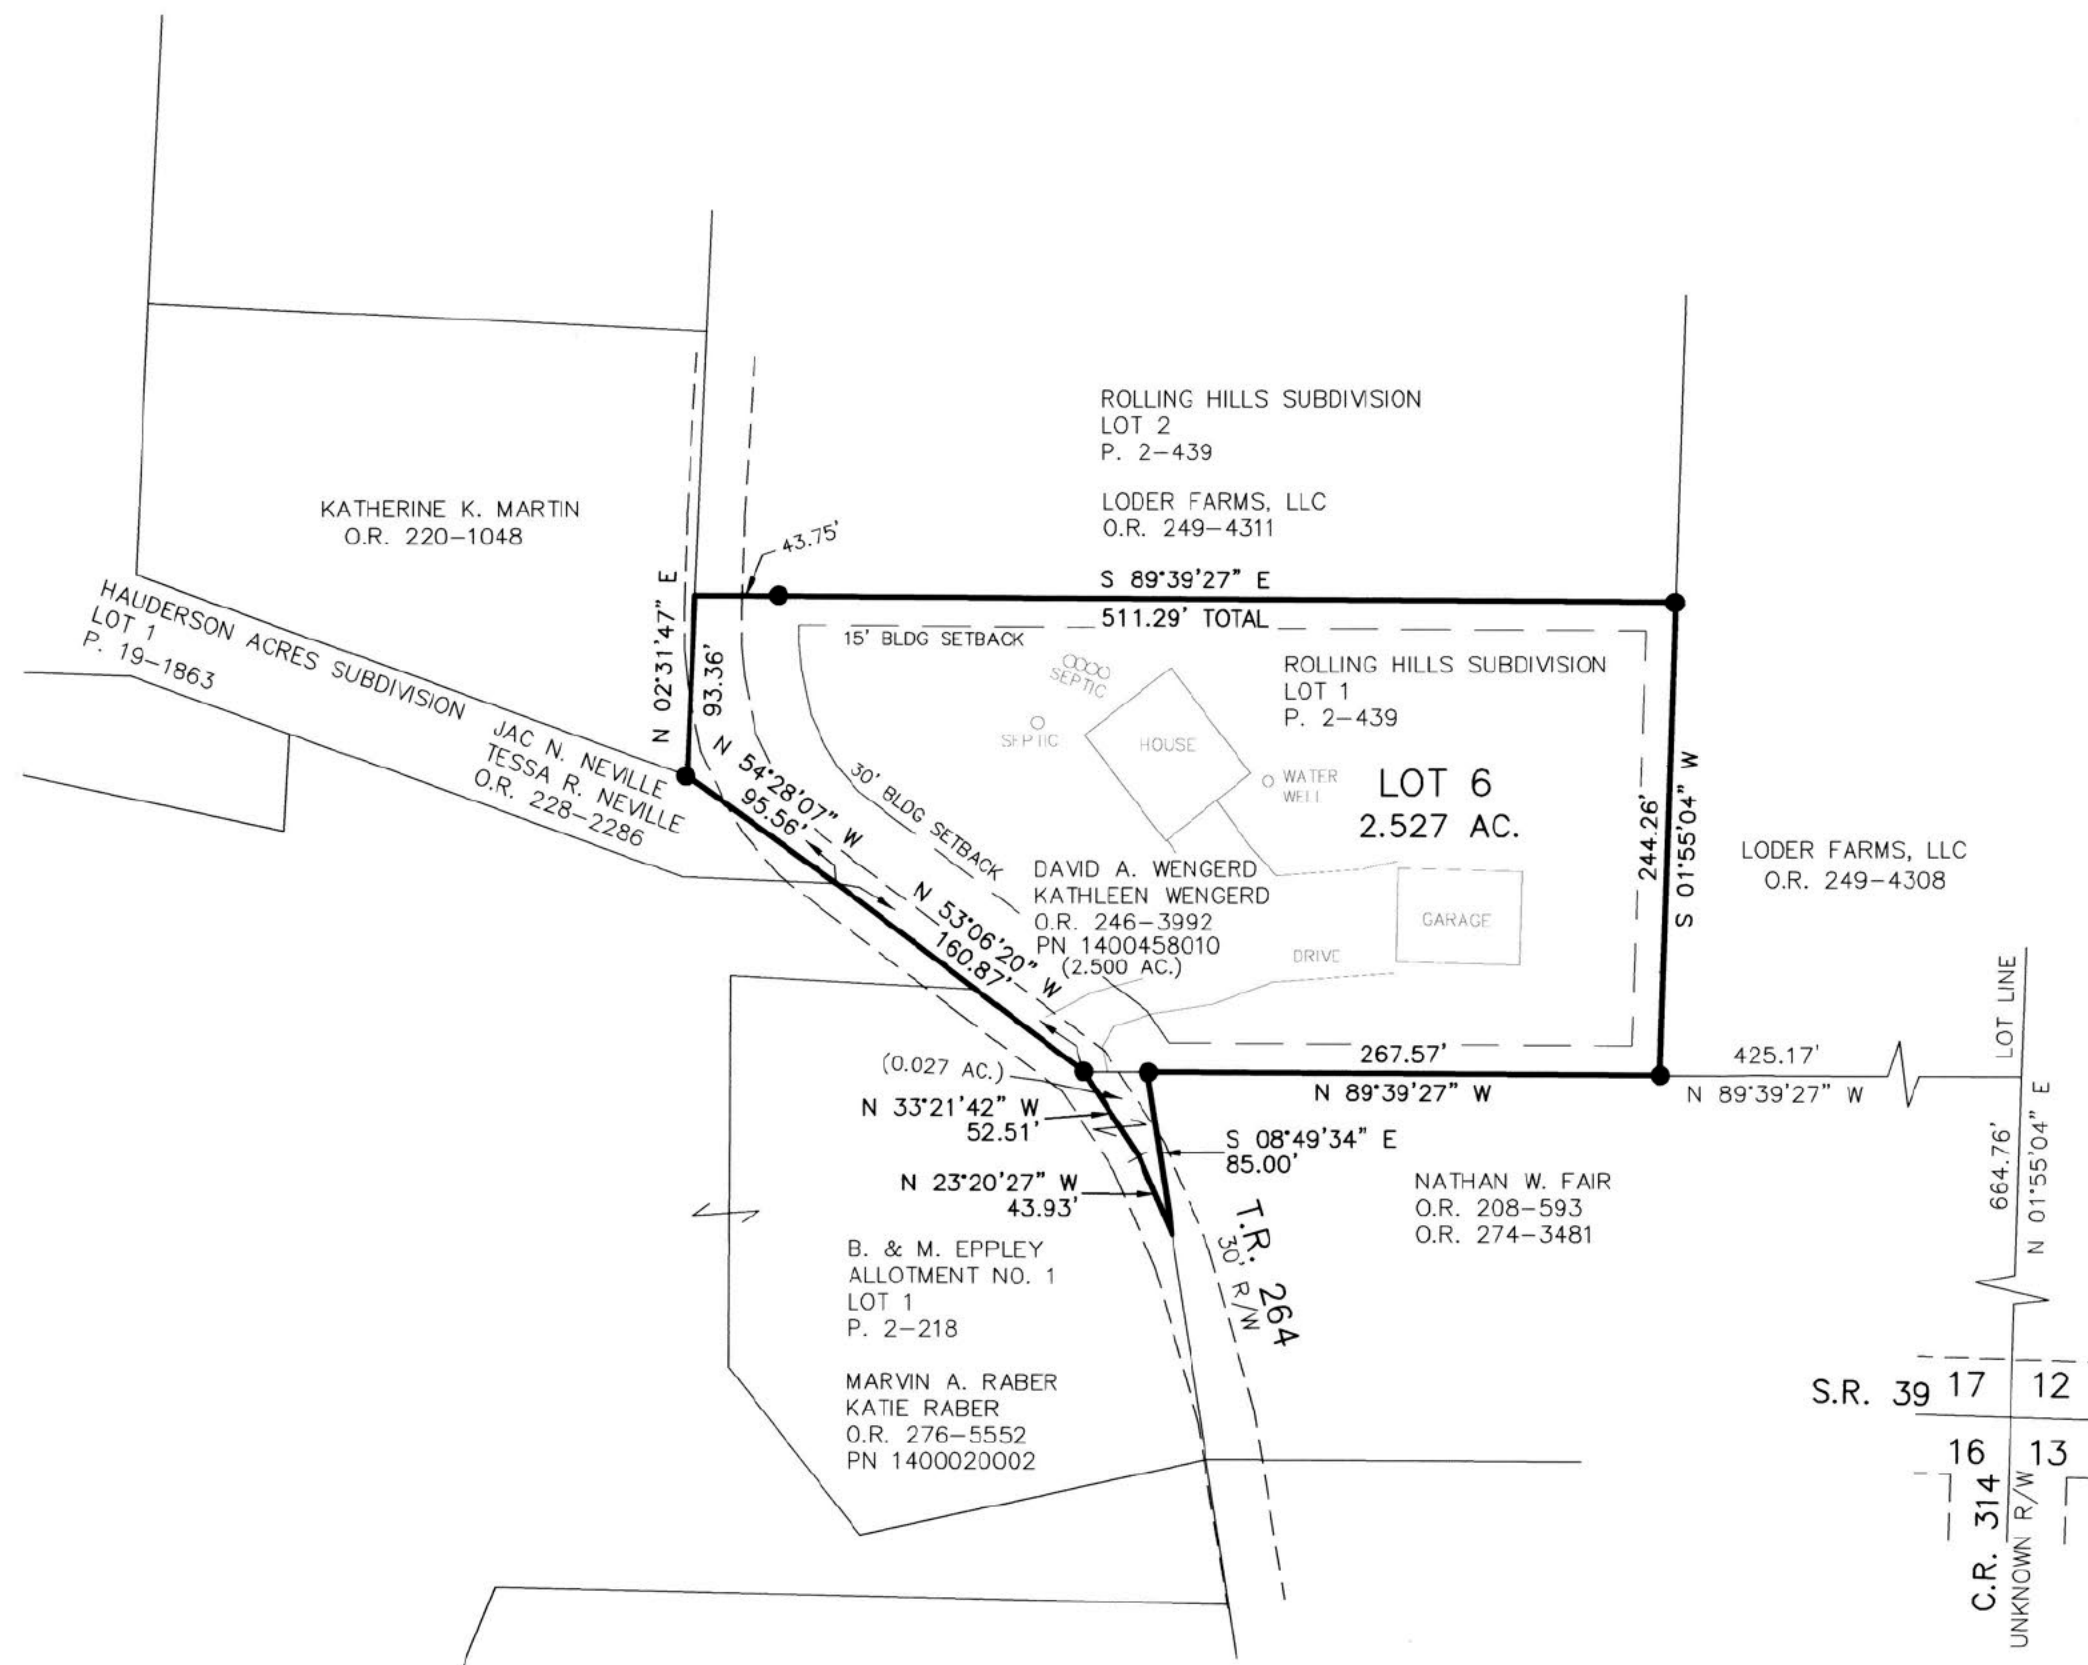 ROLLING HILLS SUBDIVISION
LOT 2
P. 2-439
LODER FARMS, LLC
O.R. 249-4311
KATHERINE K. MARTIN
O.R. 220-1048
43.75'
S 89°39'27" E
511.29' TOTAL
HAUDERSON ACRES SUBDIVISION
LOT 1
P. 19-1863
JAC N. NEVILLE
TESSA R. NEVILLE
O.R. 228-2286
N 02°31'47" E
93.36'
15' BLDG SETBACK
SEPTIC
SEPTIC
HOUSE
ROLLING HILLS SUBDIVISION
LOT 1
P. 2-439
WATER
WELL
LOT 6
2.527 AC.
N 54°28'07" W
95.56'
30' BLDG SETBACK
DAVID A. WENGERD
KATHLEEN WENGERD
O.R. 246-3992
PN 1400458010
(2.500 AC.)
N 53°06'20" W
160.87'
GARAGE
DRIVE
244.26'
S 01°55'04" W
LODER FARMS, LLC
O.R. 249-4308
267.57'
N 89°39'27" W
425.17'
N 89°39'27" W
LOT LINE
664.76'
N 01°55'04" E
(0.027 AC.)
N 33°21'42" W
52.51'
S 08°49'34" E
85.00'
N 23°20'27" W
43.93'
NATHAN W. FAIR
O.R. 208-593
O.R. 274-3481
T.R. 264
30' R/W
B. & M. EPPLEY
ALLOTMENT NO. 1
LOT 1
P. 2-218
MARVIN A. RABER
KATIE RABER
O.R. 276-5552
PN 1400020002
S.R. 39
17 12
16 13
C.R. 314
UNKNOWN R/W